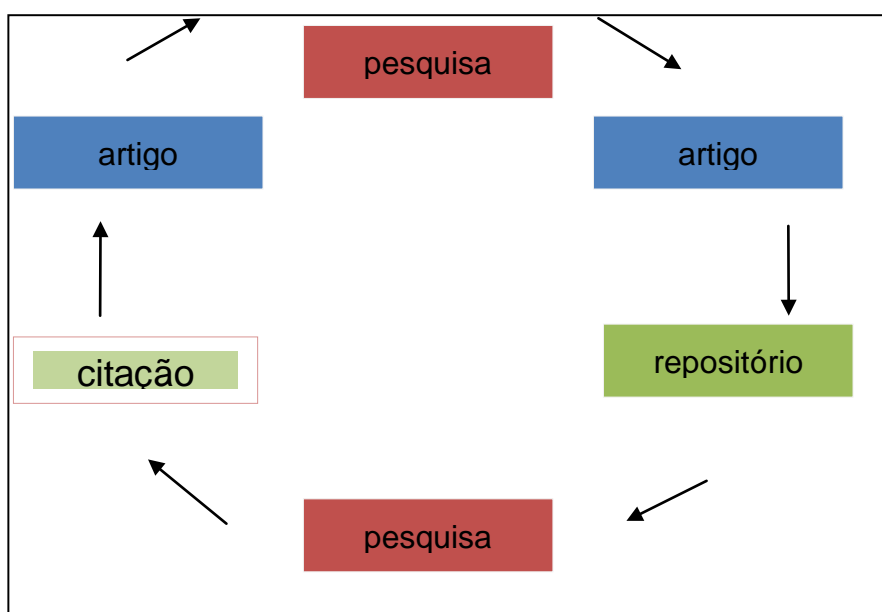 pesquisa
artigo
artigo
citação
repositório
pesquisa